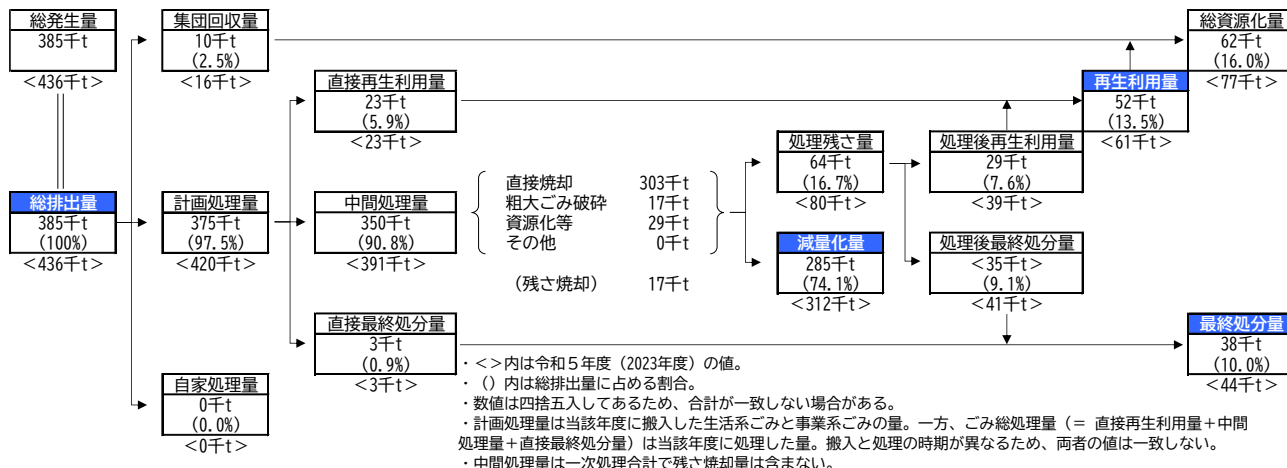 総発生量
385千t
<436千t>
集団回収量
10千t
(2.5%)
<16千t>
総資源化量
62千t
(16.0%)
<77千t>
直接再生利用量
23千t
(5.9%)
<23千t>
再生利用量
52千t
(13.5%)
<61千t>
総排出量
385千t
(100%)
<436千t>
計画処理量
375千t
(97.5%)
<420千t>
中間処理量
350千t
(90.8%)
<391千t>
直接焼却 303千t
粗大ごみ破砕 17千t
資源化等 29千t
その他 0千t
(残さ焼却) 17千t
処理残さ量
64千t
(16.7%)
<80千t>
処理後再生利用量
29千t
(7.6%)
<39千t>
減量化量
285千t
(74.1%)
<312千t>
処理後最終処分量
<35千t>
(9.1%)
<41千t>
直接最終処分量
3千t
(0.9%)
<3千t>
最終処分量
38千t
(10.0%)
<44千t>
自家処理量
0千t
(0.0%)
<0千t>
・<>内は令和5年度(2023年度)の値。
・()内は総排出量に占める割合。
・数値は四捨五入してあるため、合計が一致しない場合がある。
・計画処理量は当該年度に搬入した生活系ごみと事業系ごみの量。一方、ごみ総処理量(= 直接再生利用量+中間
処理量+直接最終処分量)は当該年度に処理した量。搬入と処理の時期が異なるため、両者の値は一致しない。
・中間処理量は一次処理合計で残さ焼却量は含まない。